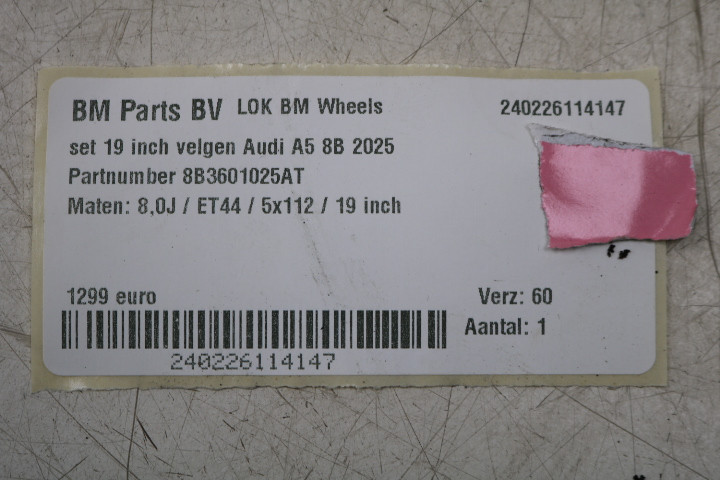 BM Parts BV LOK BM Wheels 240226114147
set 19 inch velgen Audi A5 8B 2025
Partnumber 8B3601025AT
Maten: 8,0J / ET44 / 5x112 / 19 inch
1299 euro Verz: 60
Aantal: 1
240226114147